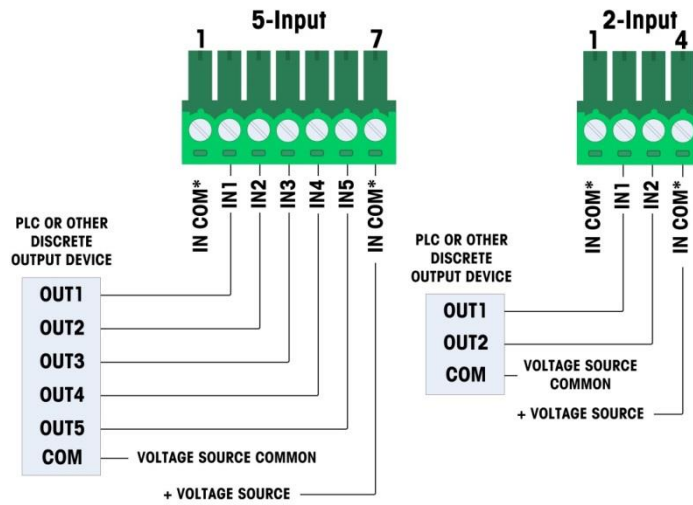 5-Input
1
7
IN COM*
IN1
IN2
IN3
IN4
IN5
IN COM*
PLC OR OTHER
DISCRETE
OUTPUT DEVICE
OUT1
OUT2
OUT3
OUT4
OUT5
COM
VOLTAGE SOURCE COMMON
+ VOLTAGE SOURCE
2-Input
1
4
IN COM*
IN1
IN2
IN COM*
PLC OR OTHER
DISCRETE
OUTPUT DEVICE
OUT1
OUT2
COM
VOLTAGE SOURCE
COMMON
+ VOLTAGE SOURCE